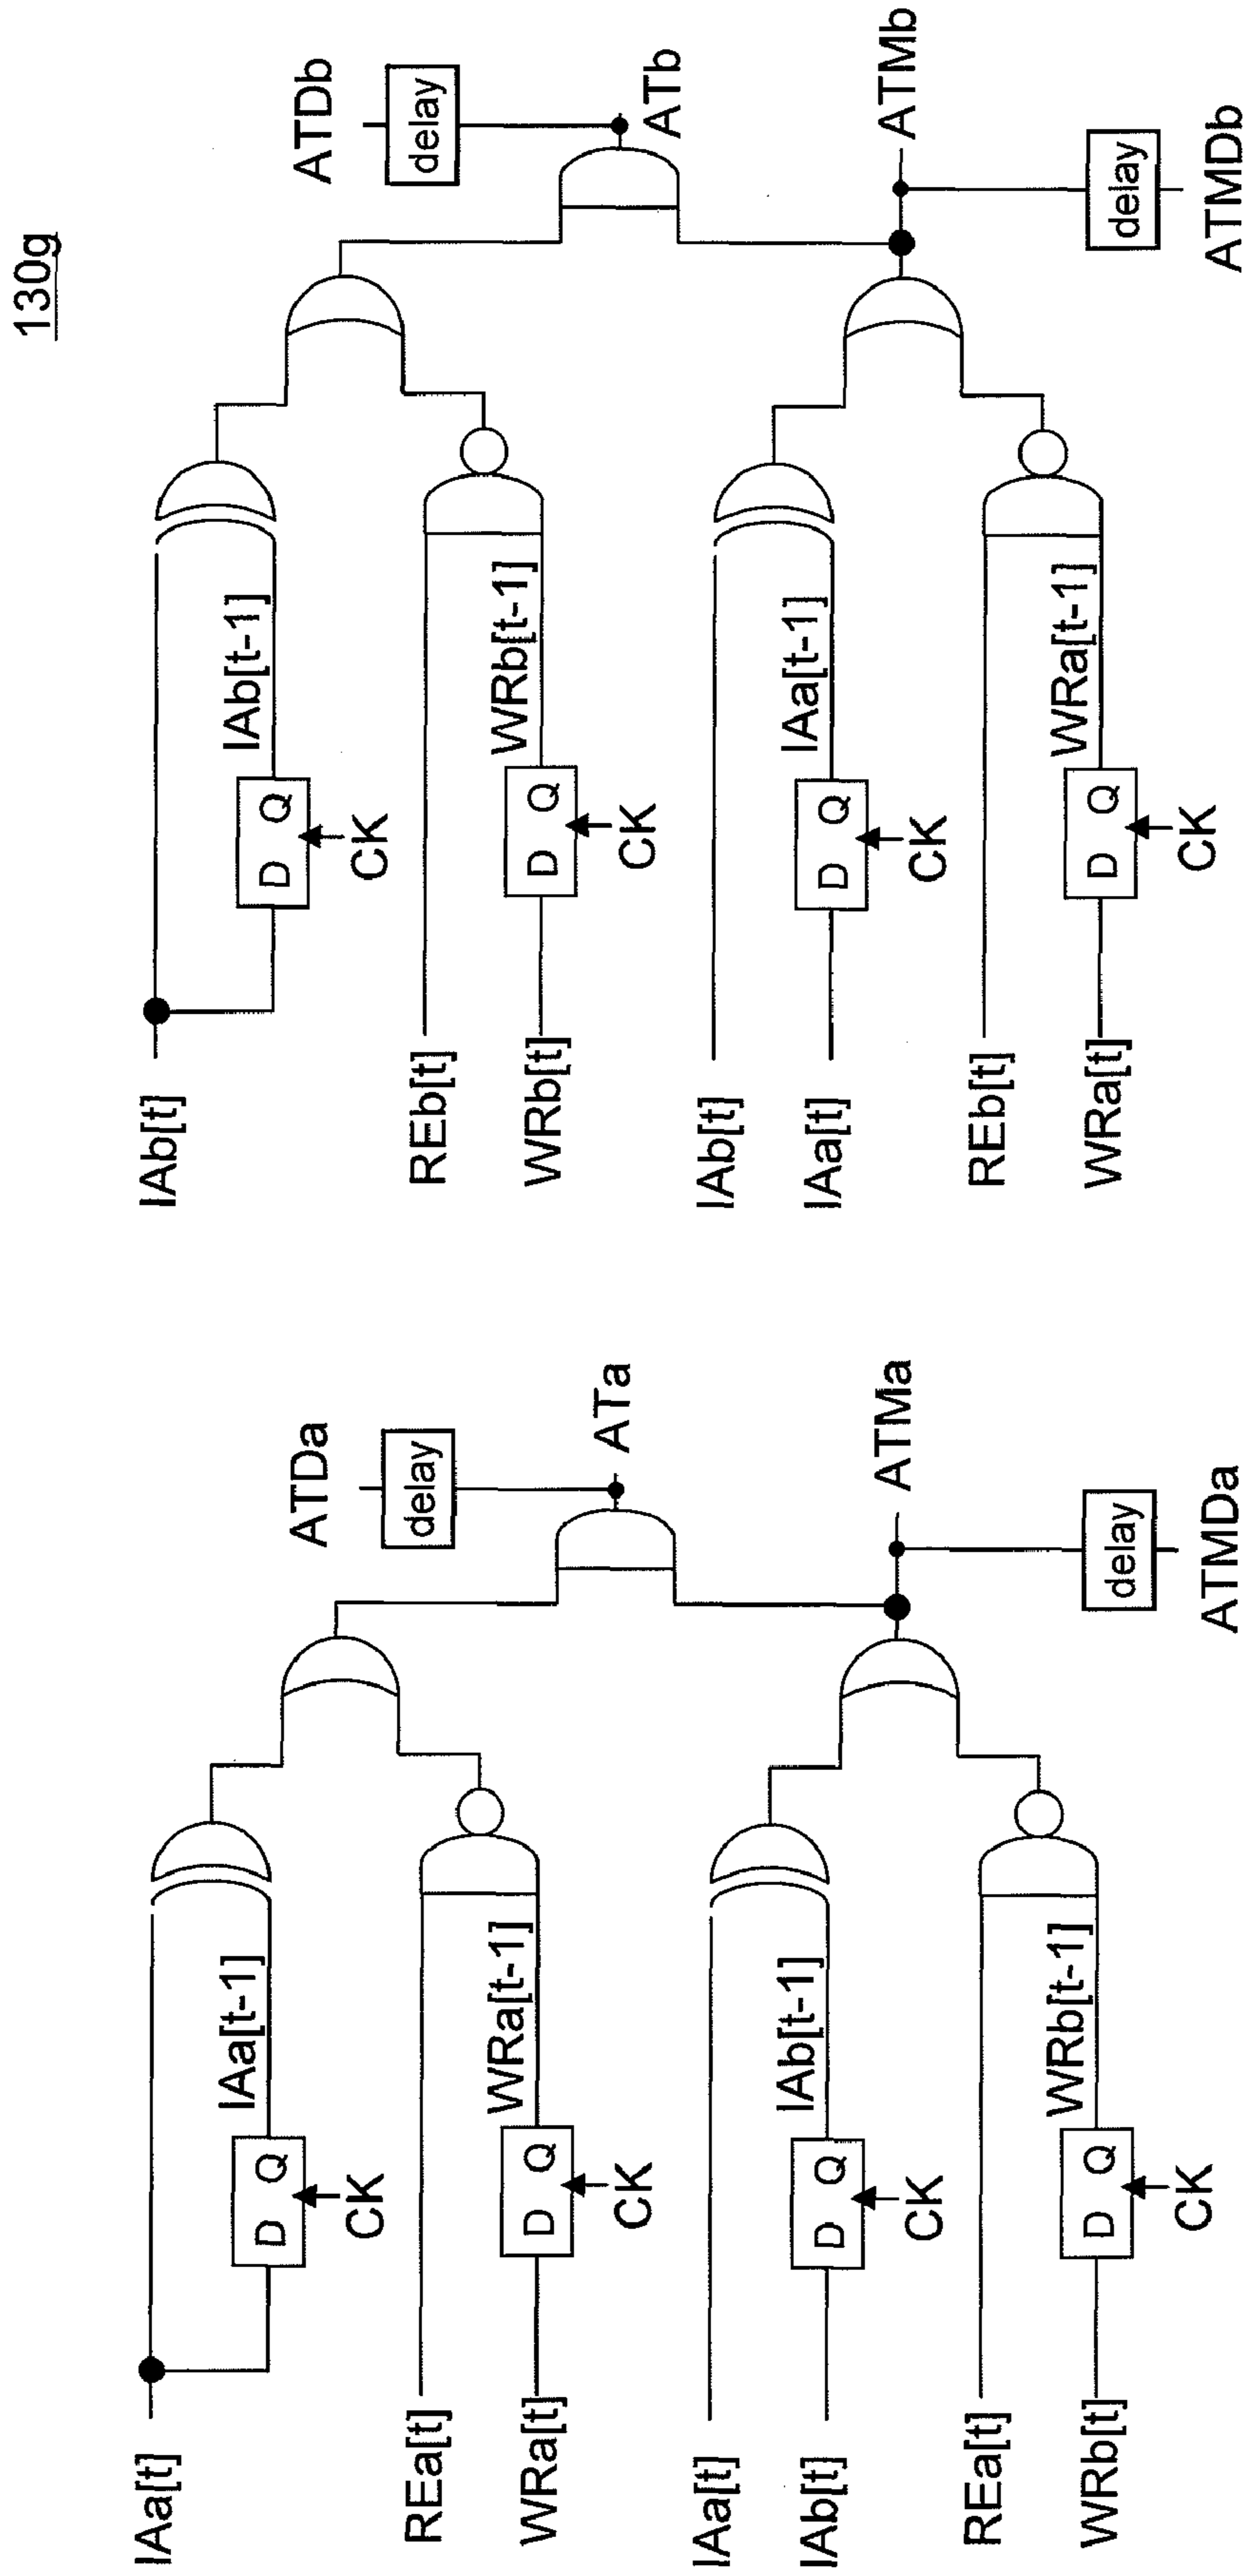 130g
IAa[t]
D Q
CK
IAa[t-1]
REa[t]
WRa[t]
D Q
CK
WRa[t-1]
ATDa
delay
ATa
IAa[t]
IAb[t]
D Q
CK
IAb[t-1]
REa[t]
WRb[t]
D Q
CK
WRb[t-1]
ATMa
delay
ATMDa
IAb[t]
D Q
CK
IAb[t-1]
REb[t]
WRb[t]
D Q
CK
WRb[t-1]
ATDb
delay
ATb
IAb[t]
IAa[t]
D Q
CK
IAa[t-1]
REb[t]
WRa[t]
D Q
CK
WRa[t-1]
ATMb
delay
ATMDb